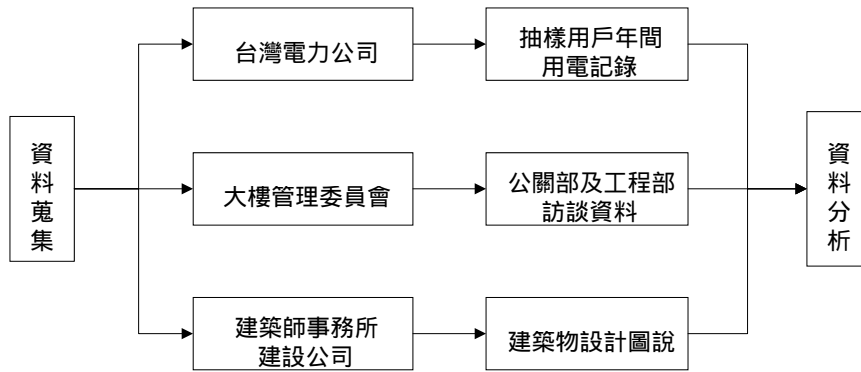 資料蒐集
台灣電力公司
抽樣用戶年間
用電記錄
大樓管理委員會
公關部及工程部
訪談資料
建築師事務所
建設公司
建築物設計圖說
資料分析